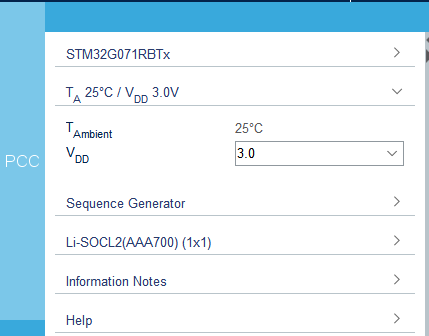 STM32G071RBTx
TA 25°C / VDD 3.0V
TAmbient 25°C
VDD 3.0
PCC
Sequence Generator
Li-SOCL2(AAA700) (1x1)
Information Notes
Help